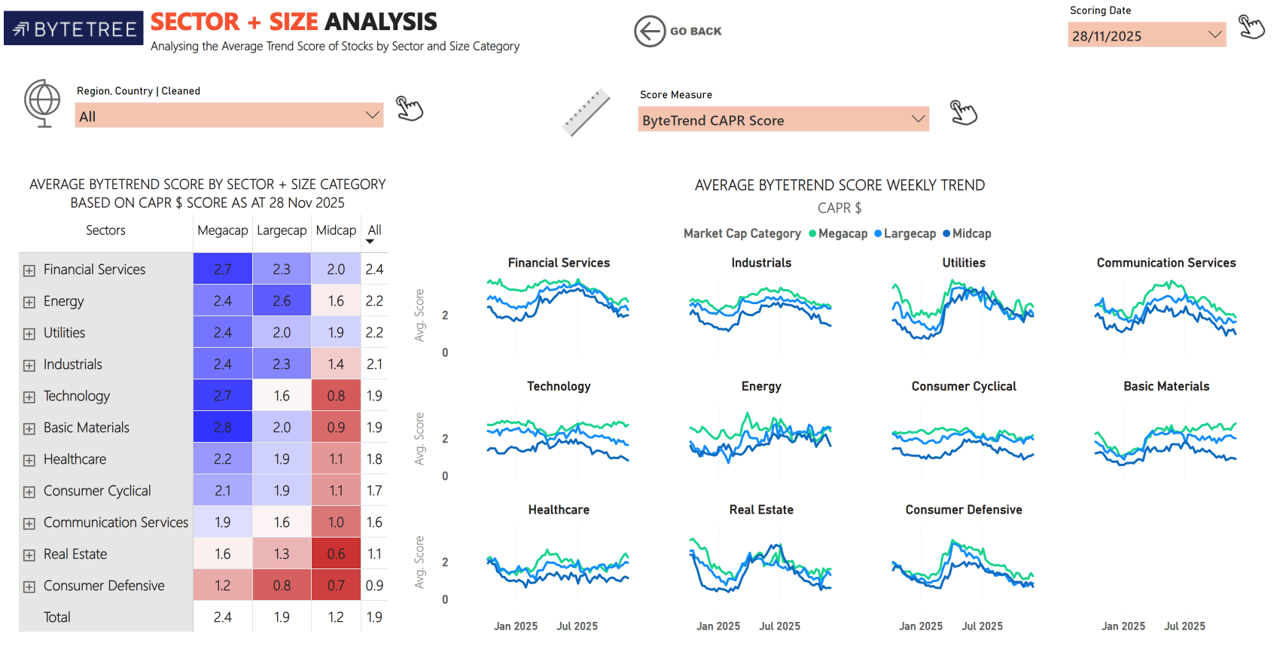 BYTETREE
SECTOR + SIZE ANALYSIS
Analysing the Average Trend Score of Stocks by Sector and Size Category
GO BACK
Scoring Date
28/11/2025
Region, Country | Cleaned
All
Score Measure
ByteTrend CAPR Score
AVERAGE BYTETREND SCORE BY SECTOR + SIZE CATEGORY
BASED ON CAPR $ SCORE AS AT 28 Nov 2025
Sectors Megacap Largecap Midcap All
Financial Services 2.7 2.3 2.0 2.4
Energy 2.4 2.6 1.6 2.2
Utilities 2.4 2.0 1.9 2.2
Industrials 2.4 2.3 1.4 2.1
Technology 2.7 1.6 0.8 1.9
Basic Materials 2.8 2.0 0.9 1.9
Healthcare 2.2 1.9 1.1 1.8
Consumer Cyclical 2.1 1.9 1.1 1.7
Communication Services 1.9 1.6 1.0 1.6
Real Estate 1.6 1.3 0.6 1.1
Consumer Defensive 1.2 0.8 0.7 0.9
Total 2.4 1.9 1.2 1.9
AVERAGE BYTETREND SCORE WEEKLY TREND
CAPR $
Market Cap Category Megacap Largecap Midcap
Financial Services Industrials Utilities Communication Services
Avg. Score
2
0
Technology Energy Consumer Cyclical Basic Materials
Avg. Score
2
0
Healthcare Real Estate Consumer Defensive
Avg. Score
2
0
Jan 2025 Jul 2025 Jan 2025 Jul 2025 Jan 2025 Jul 2025 Jan 2025 Jul 2025